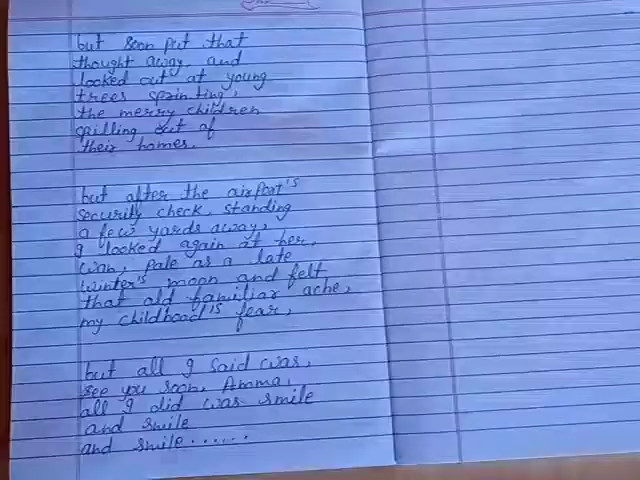 but soon put that
thought away, and
looked out at young
trees sprinting,
the merry children
spilling out of
their homes.
but after the airport's
security check, standing
a few yards away,
I looked again at her,
wan, pale as a late
winter's moon and felt
that old familiar ache,
my childhood's fear,
but all I said was,
see you soon, Amma,
all I did was smile
and smile
and smile......